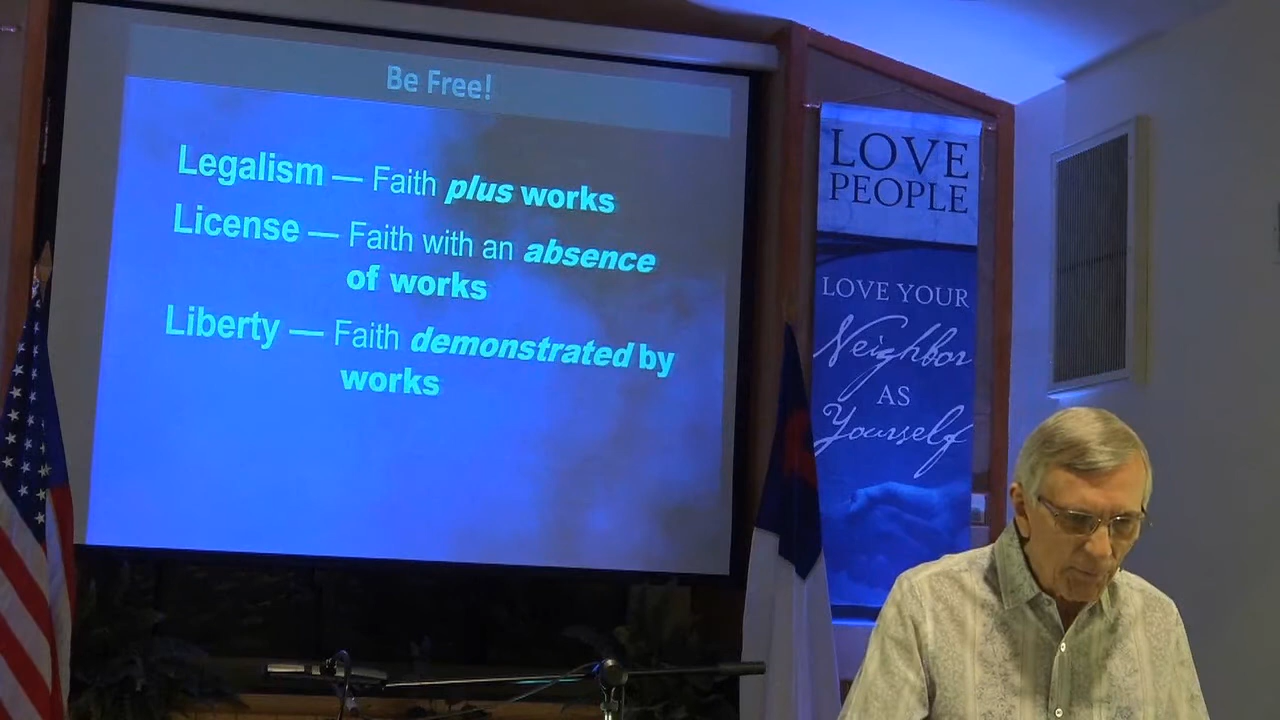 Be Free!
Legalism — Faith plus works
License — Faith with an absence
of works
Liberty — Faith demonstrated by
works
LOVE
PEOPLE
LOVE YOUR
Neighbor
AS
Yourself